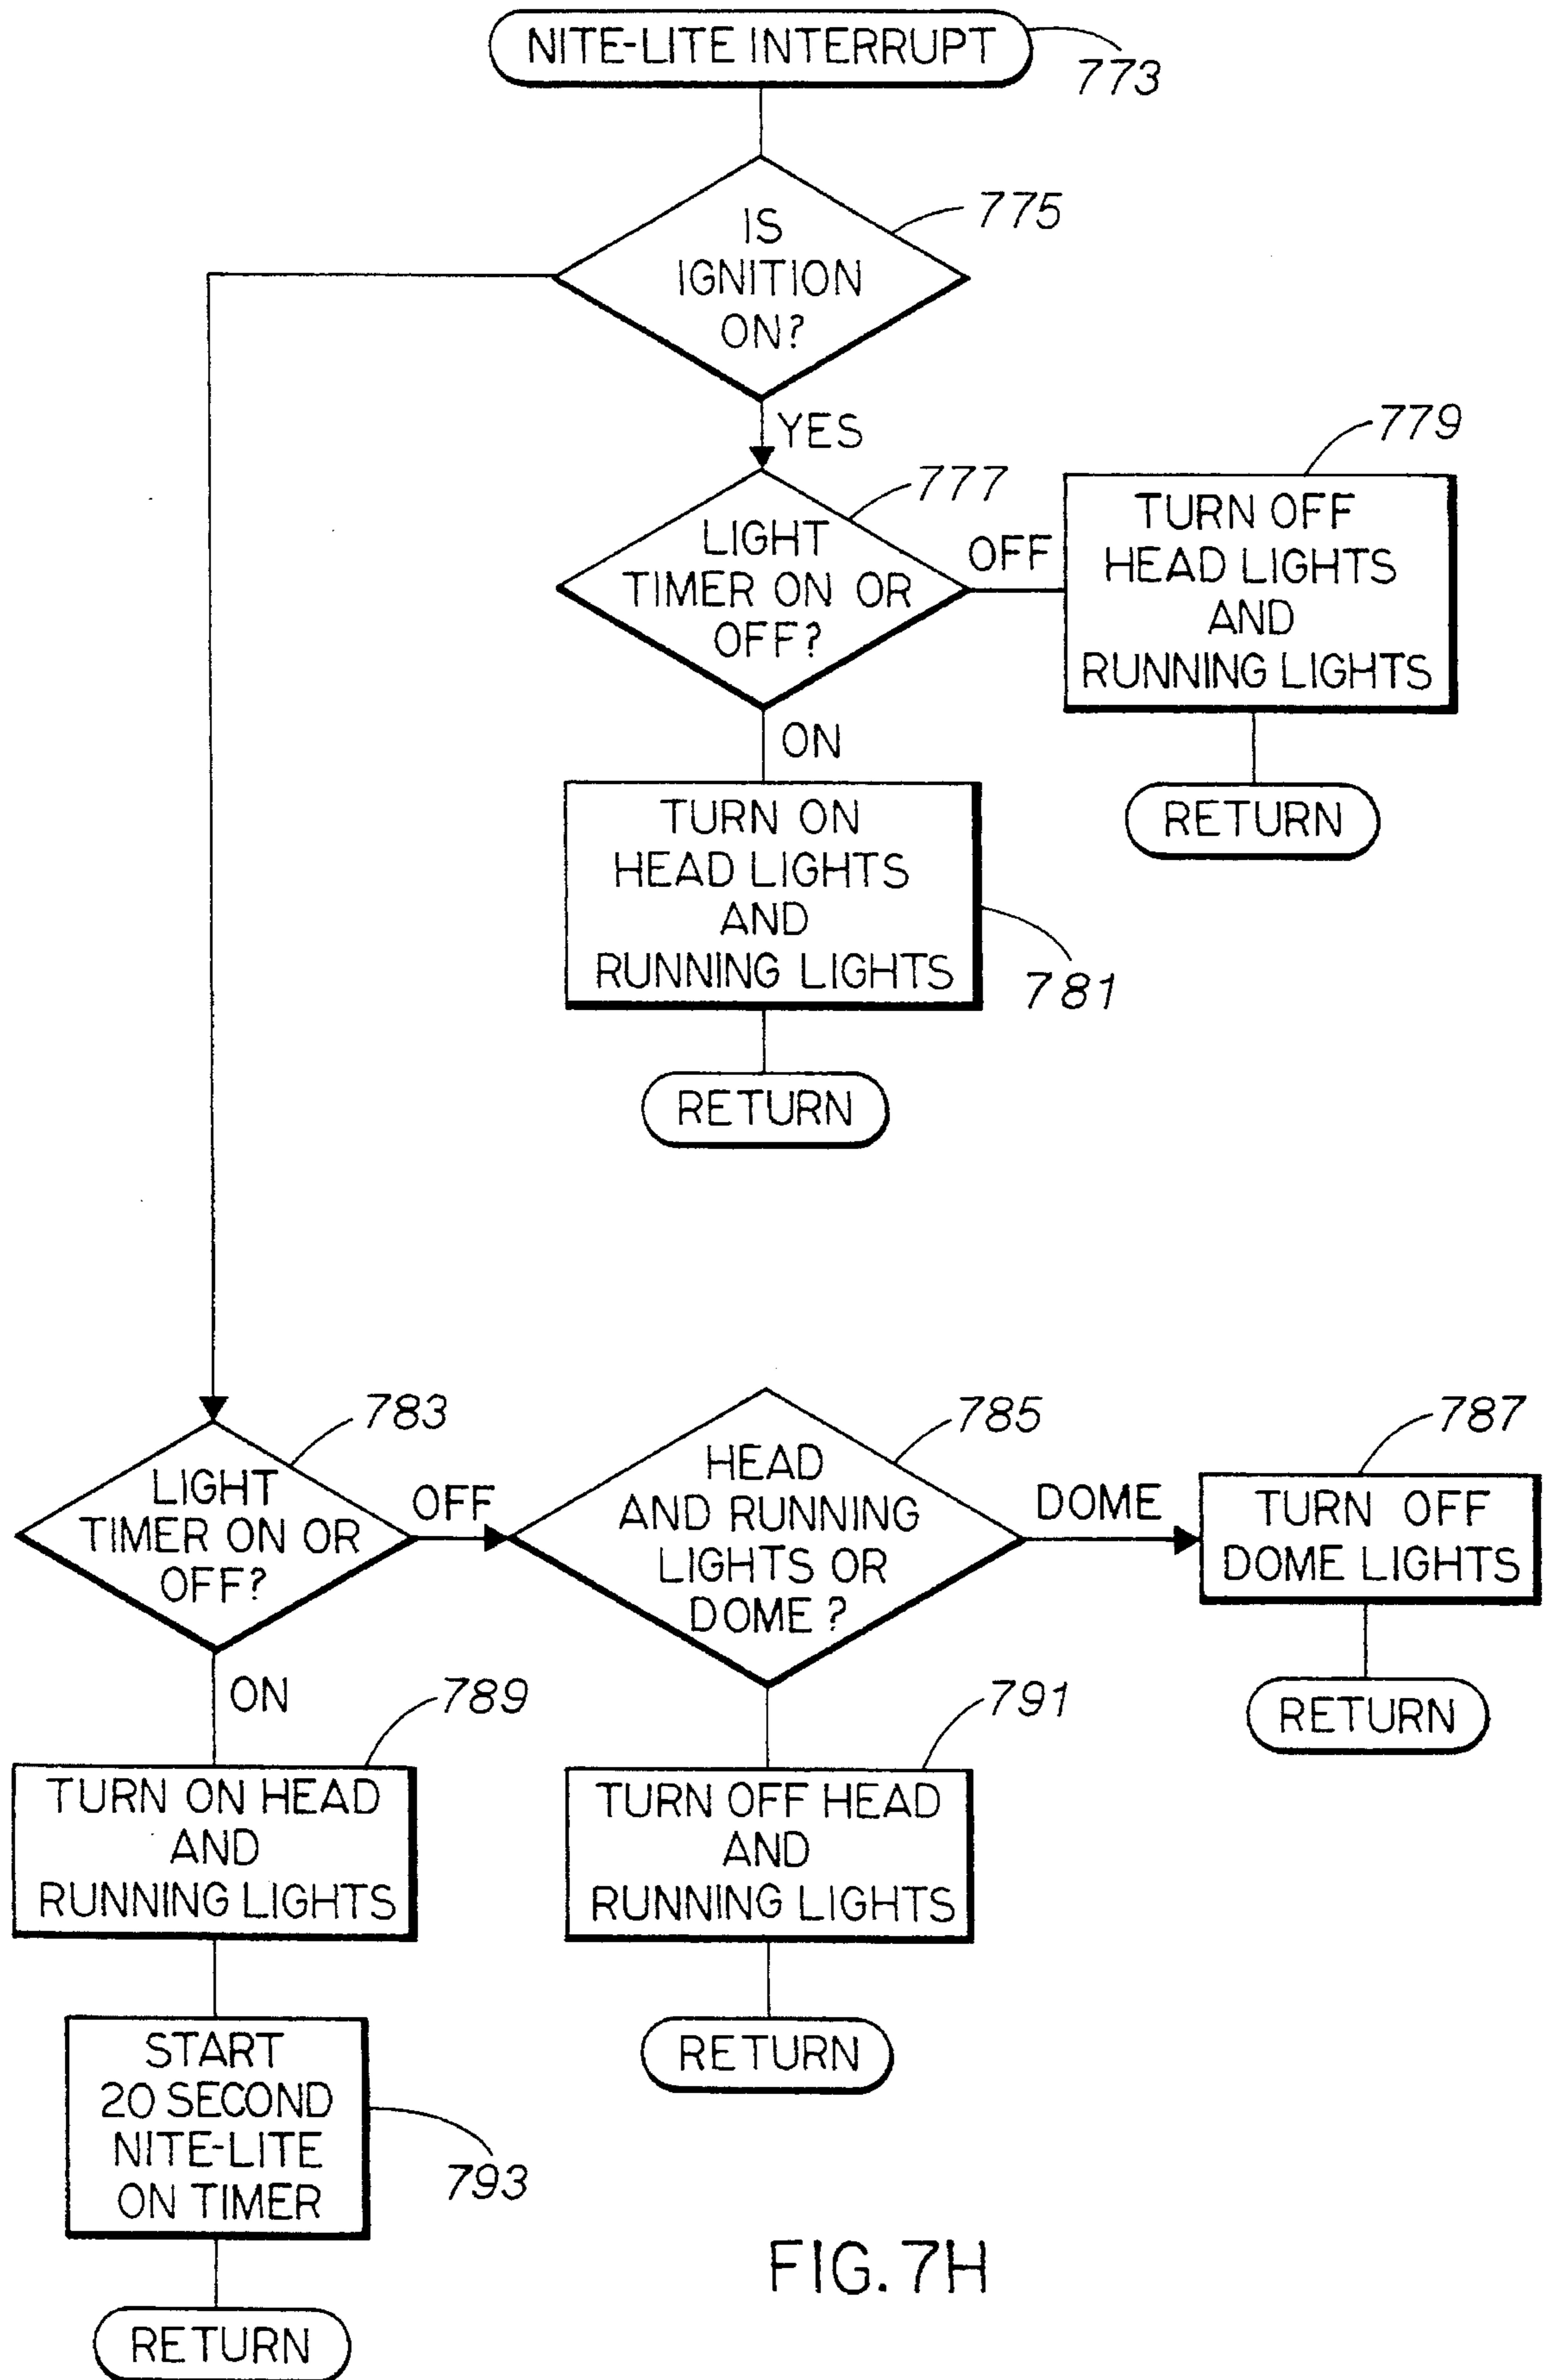 NITE-LITE INTERRUPT
773
IS
IGNITION
ON?
775
YES
LIGHT
TIMER ON OR
OFF?
777
OFF
TURN OFF
HEAD LIGHTS
AND
RUNNING LIGHTS
779
RETURN
ON
TURN ON
HEAD LIGHTS
AND
RUNNING LIGHTS
781
RETURN
LIGHT
TIMER ON OR
OFF?
783
OFF
HEAD
AND RUNNING
LIGHTS OR
DOME?
785
DOME
TURN OFF
DOME LIGHTS
787
RETURN
ON
TURN ON HEAD
AND
RUNNING LIGHTS
789
TURN OFF HEAD
AND
RUNNING LIGHTS
791
RETURN
START
20 SECOND
NITE-LITE
ON TIMER
793
RETURN
FIG. 7H